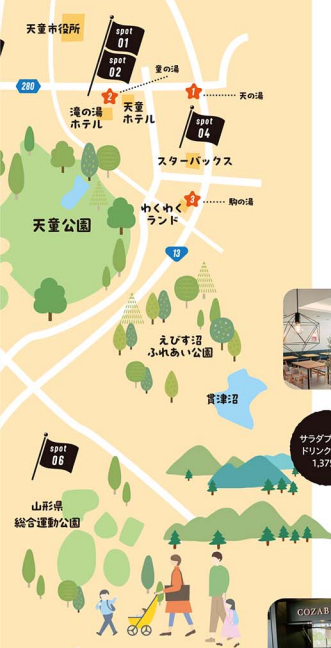 天童市役所
spot
01
spot
02
280
童の湯
2
1
天の湯
滝の湯
ホテル
天童
ホテル
spot
04
スターバックス
わくわく
ランド
3
駒の湯
天童公園
13
えびす沼
ふれあい公園
貫津沼
サラダプ
ドリンク
1,37
spot
06
山形県
総合運動公園
COZAB